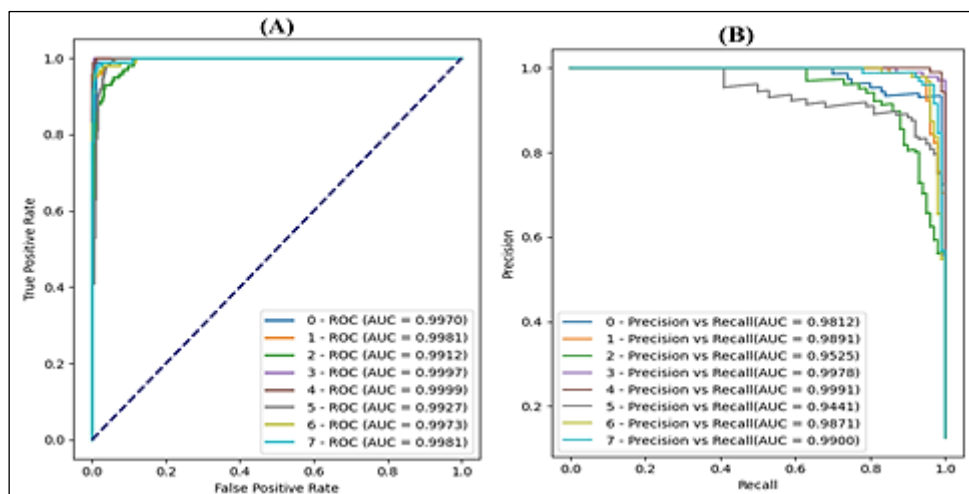 (A)
1.0
0.8
0.6
0.4
0.2
0.0
True Positive Rate
0 - ROC (AUC = 0.9970)
1 - ROC (AUC = 0.9981)
2 - ROC (AUC = 0.9912)
3 - ROC (AUC = 0.9997)
4 - ROC (AUC = 0.9999)
5 - ROC (AUC = 0.9927)
6 - ROC (AUC = 0.9973)
7 - ROC (AUC = 0.9981)
0.0 0.2 0.4 0.6 0.8 1.0
False Positive Rate
(B)
1.0
0.8
0.6
0.4
0.2
Precision
0 - Precision vs Recall(AUC = 0.9812)
1 - Precision vs Recall(AUC = 0.9891)
2 - Precision vs Recall(AUC = 0.9525)
3 - Precision vs Recall(AUC = 0.9978)
4 - Precision vs Recall(AUC = 0.9991)
5 - Precision vs Recall(AUC = 0.9441)
6 - Precision vs Recall(AUC = 0.9871)
7 - Precision vs Recall(AUC = 0.9900)
0.0 0.2 0.4 0.6 0.8 1.0
Recall